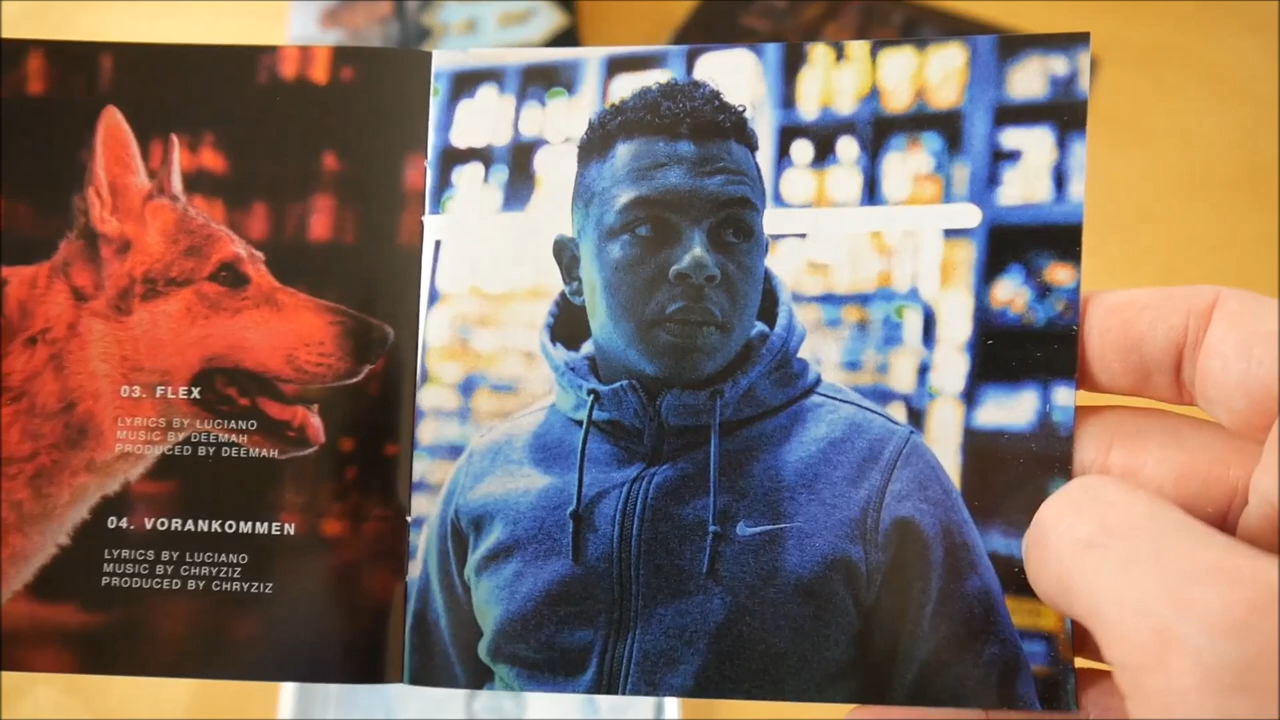 03. FLEX
LYRICS BY LUCIANO
MUSIC BY DEEMAH
PRODUCED BY DEEMAH
04. VORANKOMMEN
LYRICS BY LUCIANO
MUSIC BY CHRYZIZ
PRODUCED BY CHRYZIZ